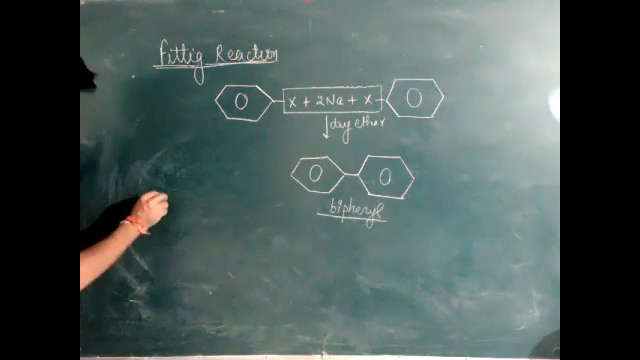 Fittig Reaction
X + 2Na + X
dry ether
biphenyl